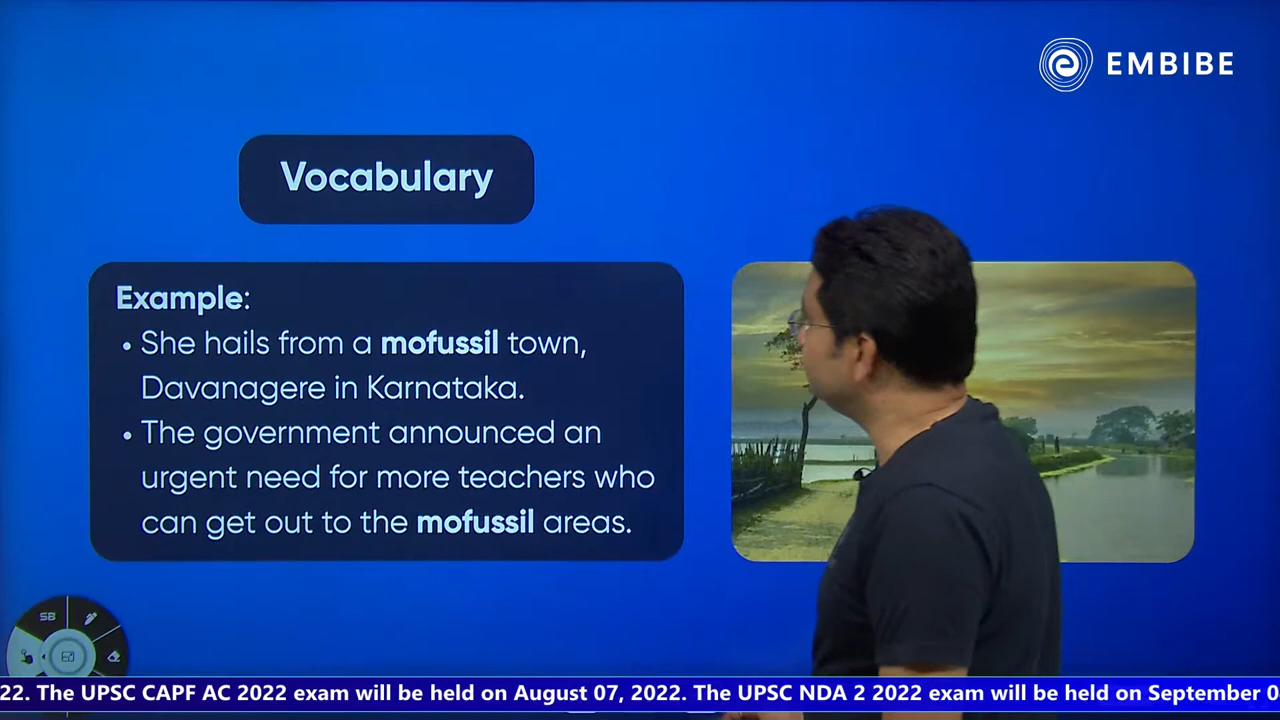 EMBIBE
Vocabulary
Example:
• She hails from a mofussil town,
Davanagere in Karnataka.
• The government announced an
urgent need for more teachers who
can get out to the mofussil areas.
SB
22. The UPSC CAPF AC 2022 exam will be held on August 07, 2022. The UPSC NDA 2 2022 exam will be held on September 0